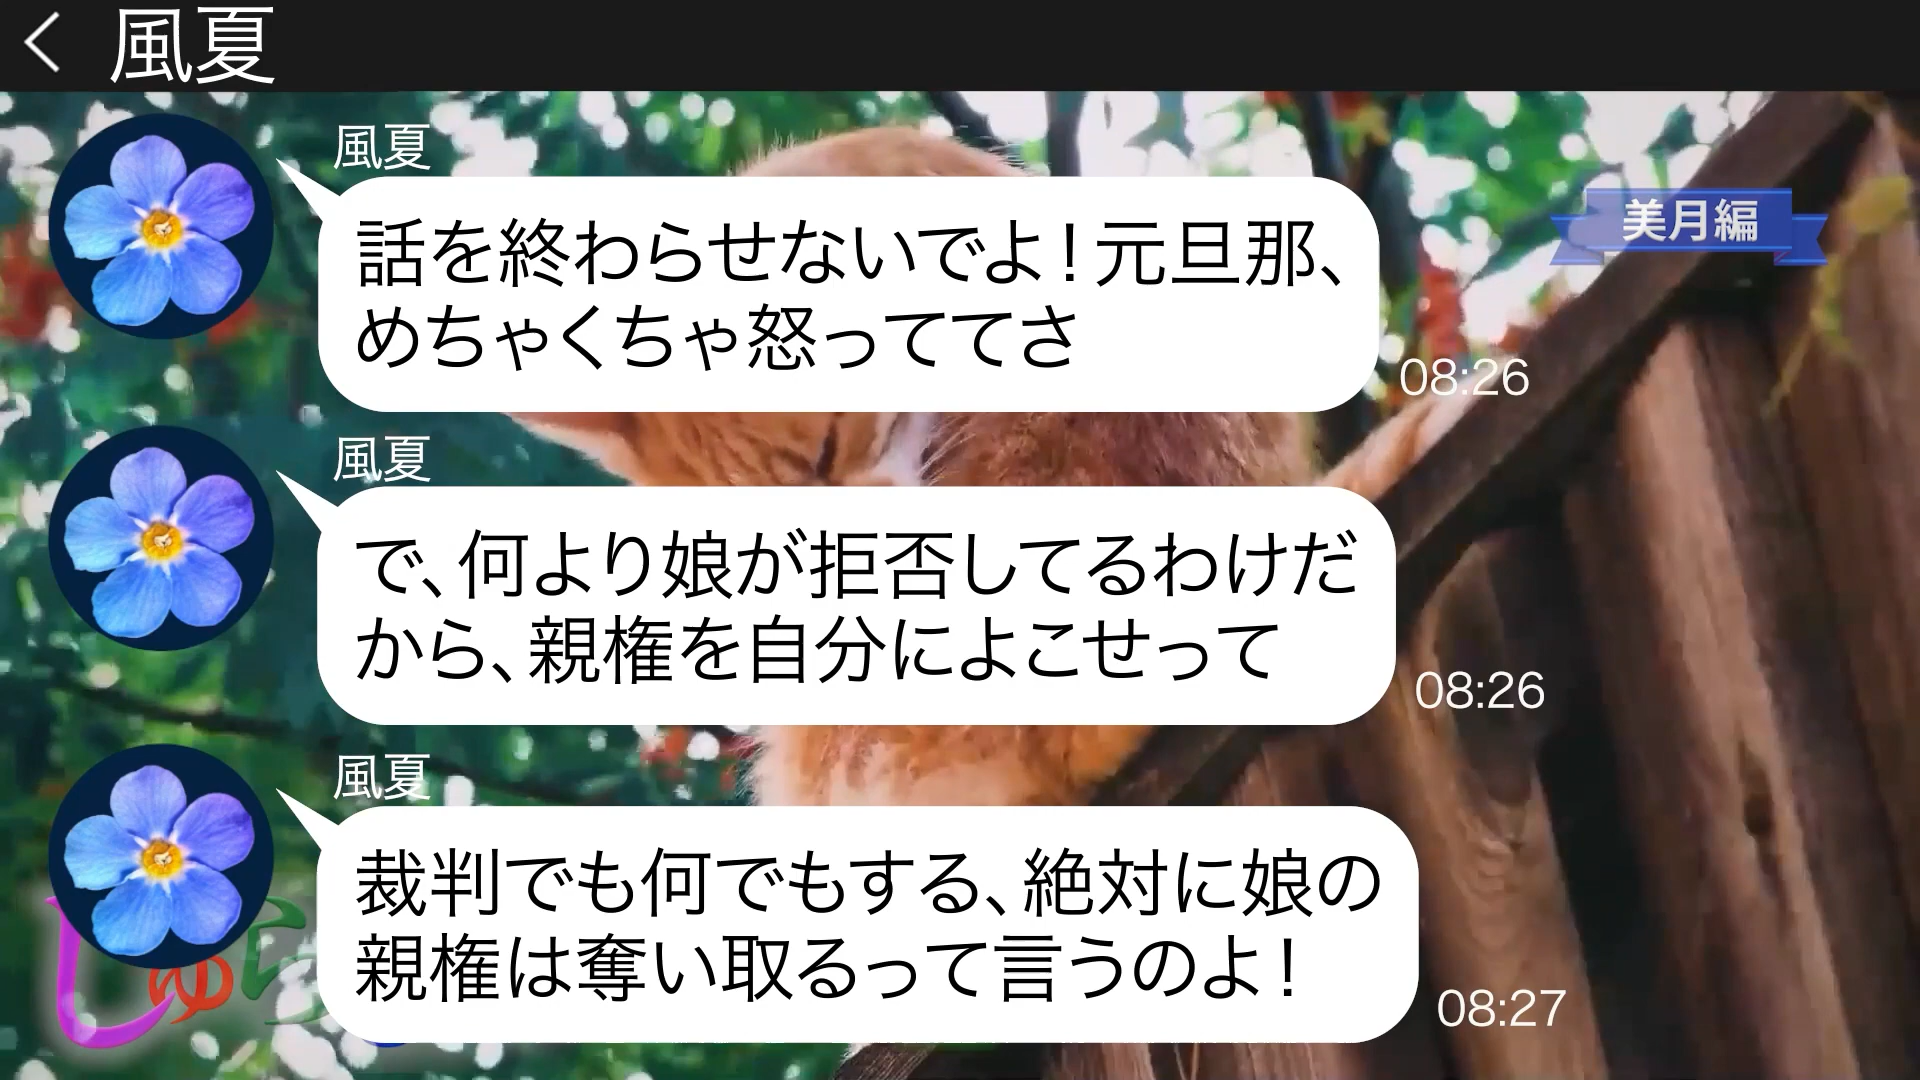 風夏
風夏
美月編
話を終わらせないでよ！元旦那、
めちゃくちゃ怒っててさ
08:26
風夏
で、何より娘が拒否してるわけだ
から、親権を自分によこせって
08:26
風夏
裁判でも何でもする、絶対に娘の
親権は奪い取るって言うのよ！
08:27
しゅら